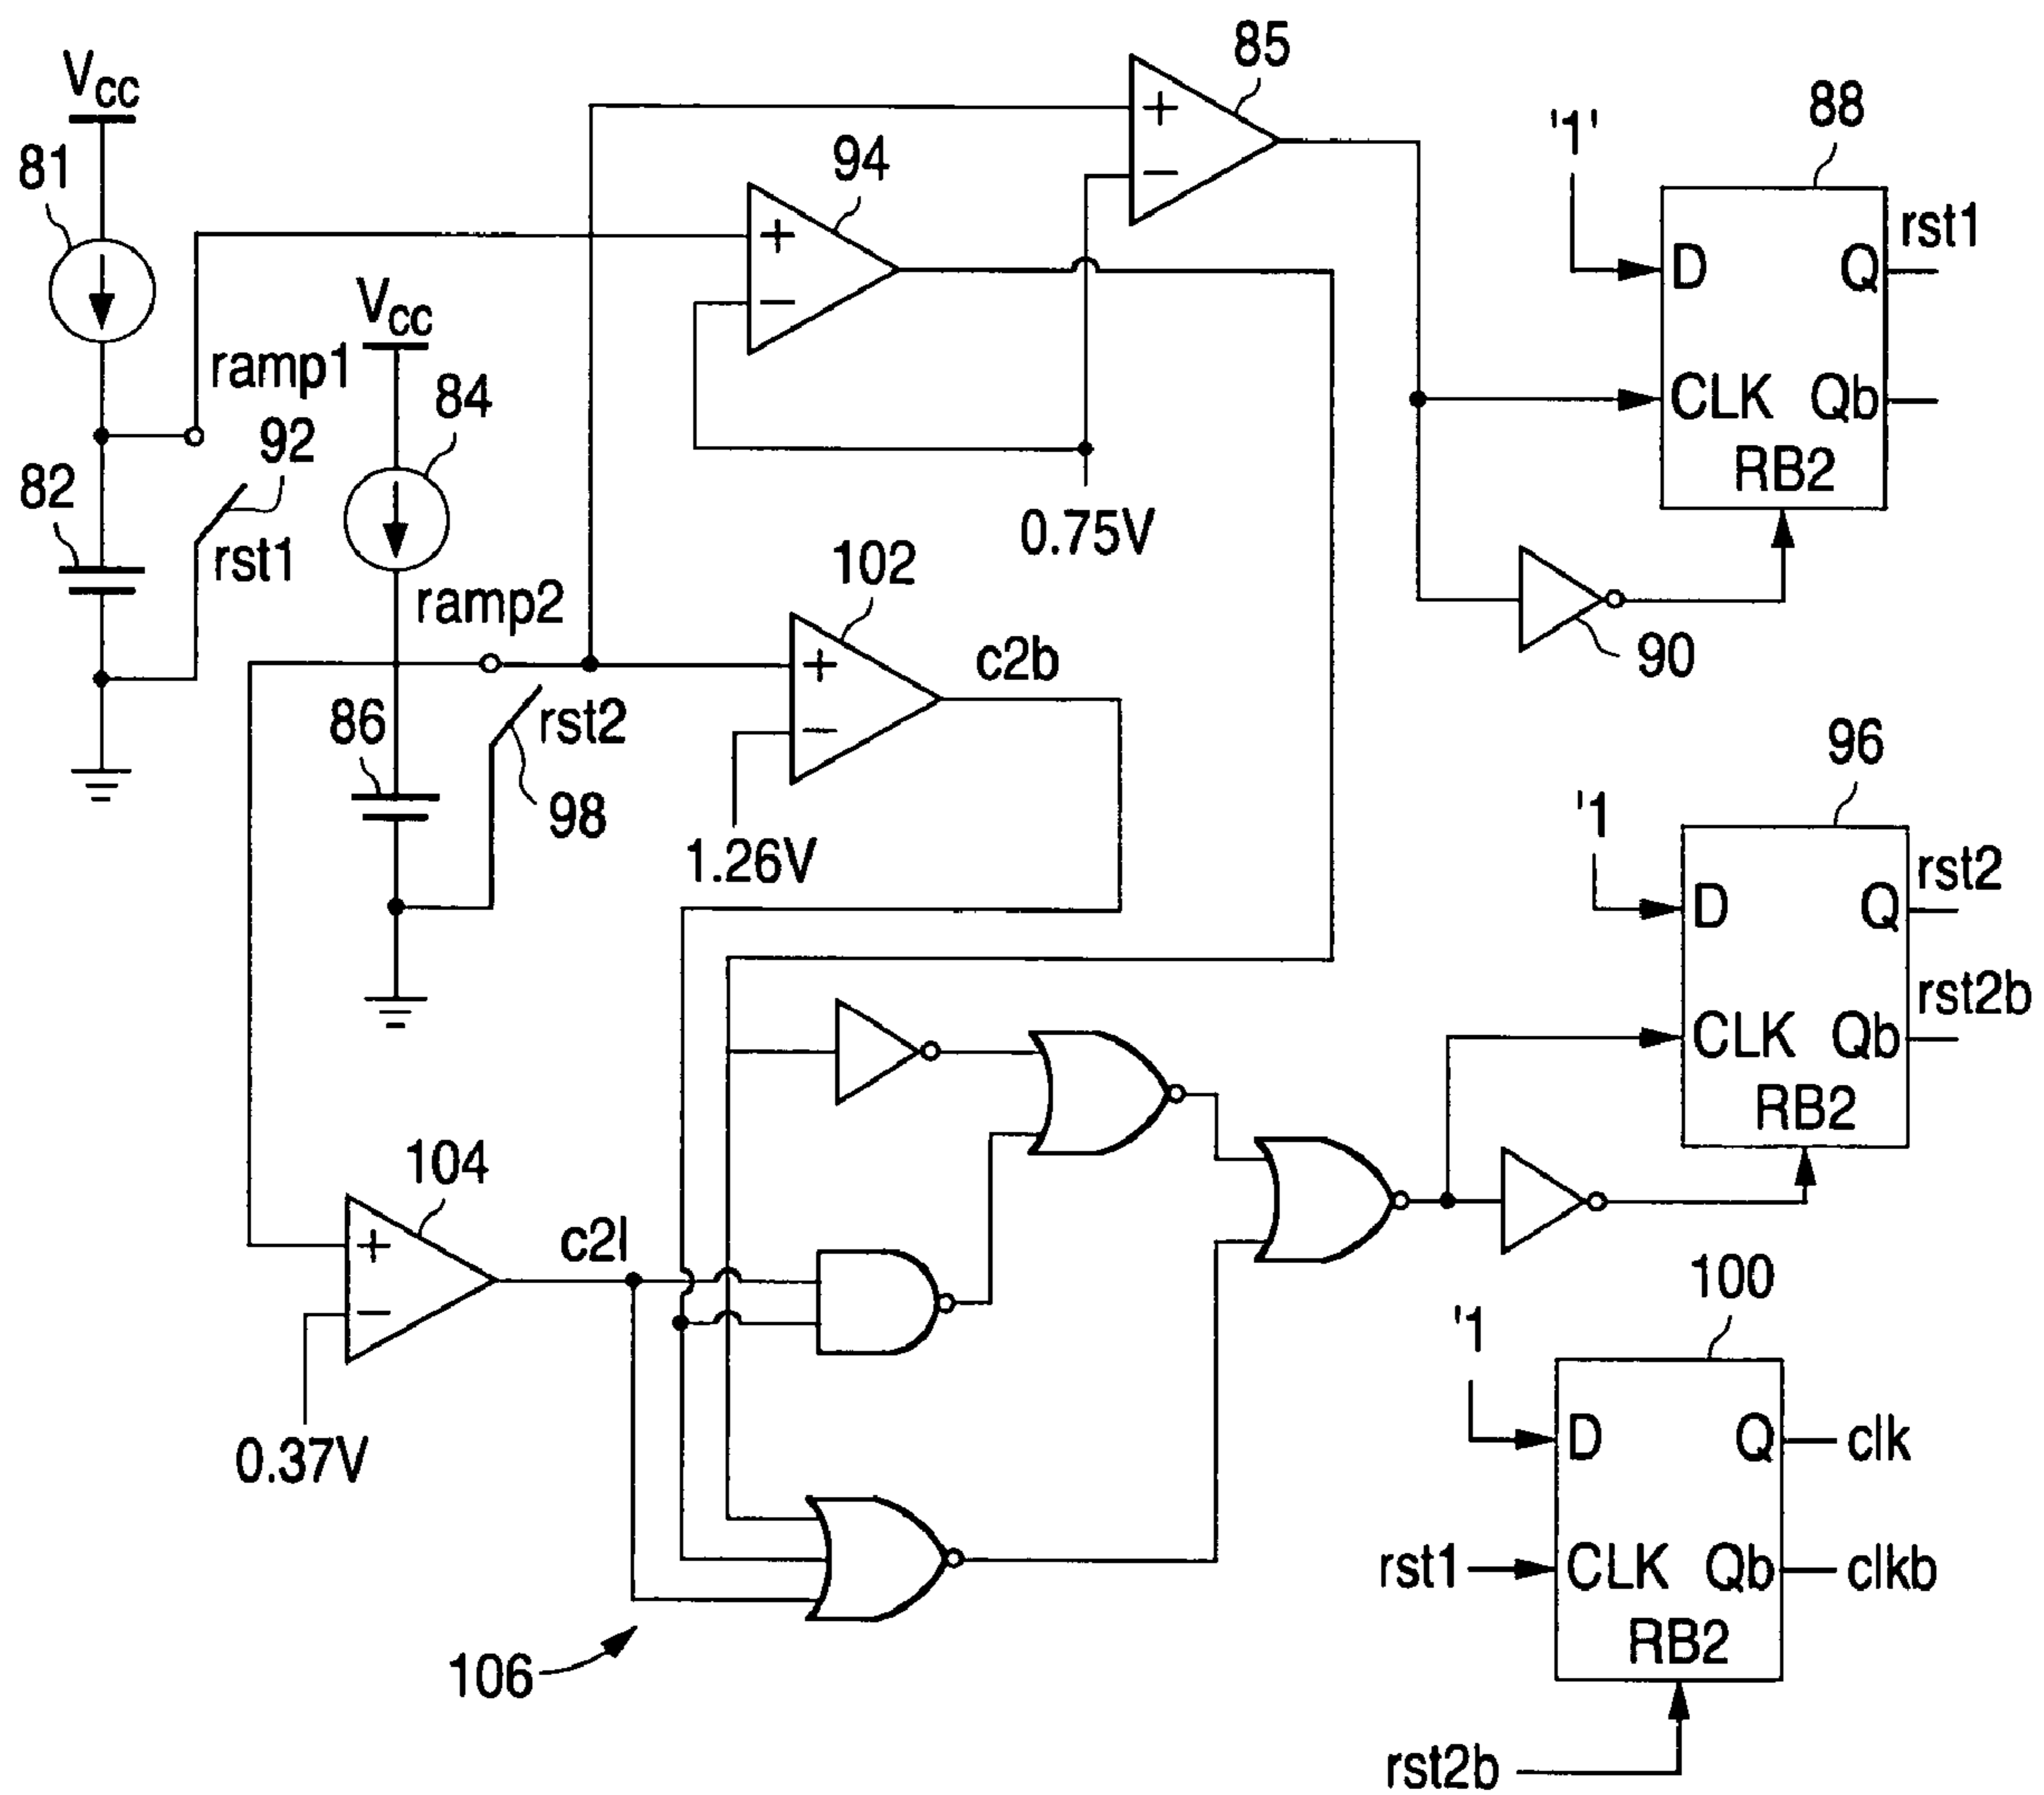 Vcc
81
ramp1
92
82
rst1
Vcc
84
ramp2
86
rst2
98
94
+
−
85
+
−
0.75V
102
+
−
c2b
1.26V
'1'
88
D Q rst1
CLK Qb
RB2
90
'1
96
D Q rst2
CLK Qb rst2b
RB2
104
+
−
c2l
0.37V
106
'1
100
D Q clk
rst1 CLK Qb clkb
RB2
rst2b